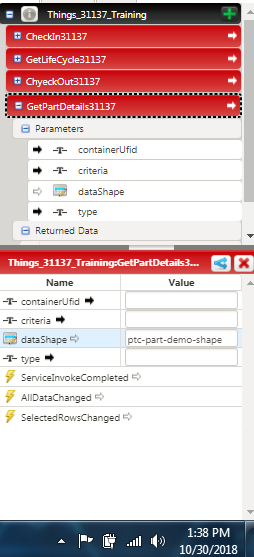 Things_31137_Training
CheckIn31137
GetLifeCycle31137
ChyeckOut31137
GetPartDetails31137
Parameters
-T- containerUfid
-T- criteria
dataShape
-T- type
Returned Data
Things_31137_Training:GetPartDetails3...
Name Value
-T- containerUfid
-T- criteria
dataShape ptc-part-demo-shape
-T- type
ServiceInvokeCompleted
AllDataChanged
SelectedRowsChanged
1:38 PM
10/30/2018